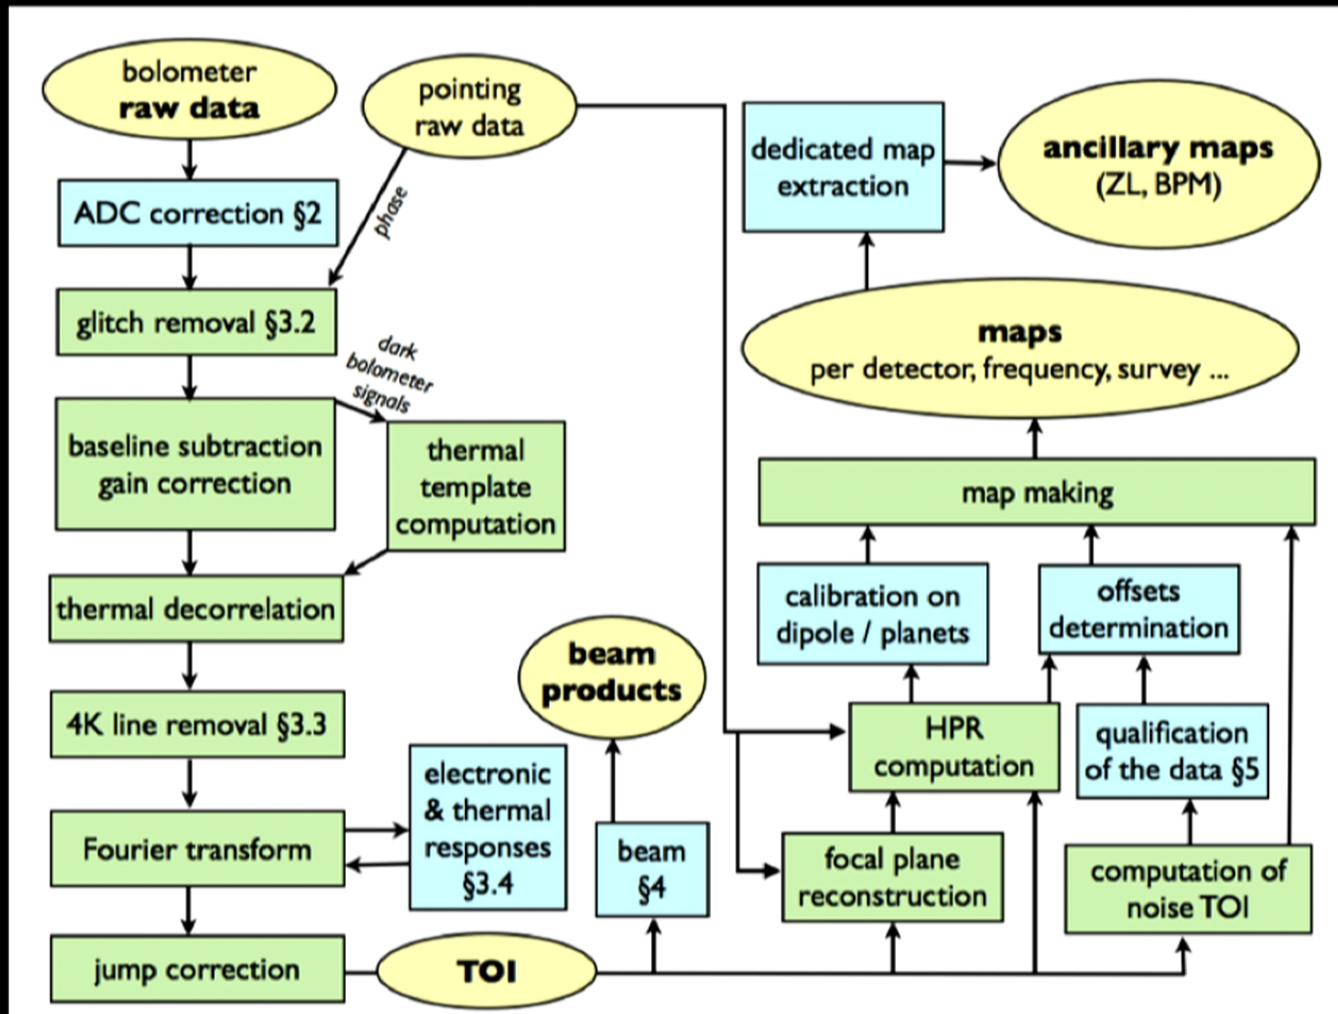 bolometer
raw data
pointing
raw data
phase
ADC correction §2
glitch removal §3.2
dark
bolometer
signals
baseline subtraction
gain correction
thermal
template
computation
thermal decorrelation
4K line removal §3.3
Fourier transform
electronic
& thermal
responses
§3.4
jump correction
TOI
beam
products
beam
§4
dedicated map
extraction
ancillary maps
(ZL, BPM)
maps
per detector, frequency, survey ...
map making
calibration on
dipole / planets
offsets
determination
HPR
computation
qualification
of the data §5
focal plane
reconstruction
computation of
noise TOI